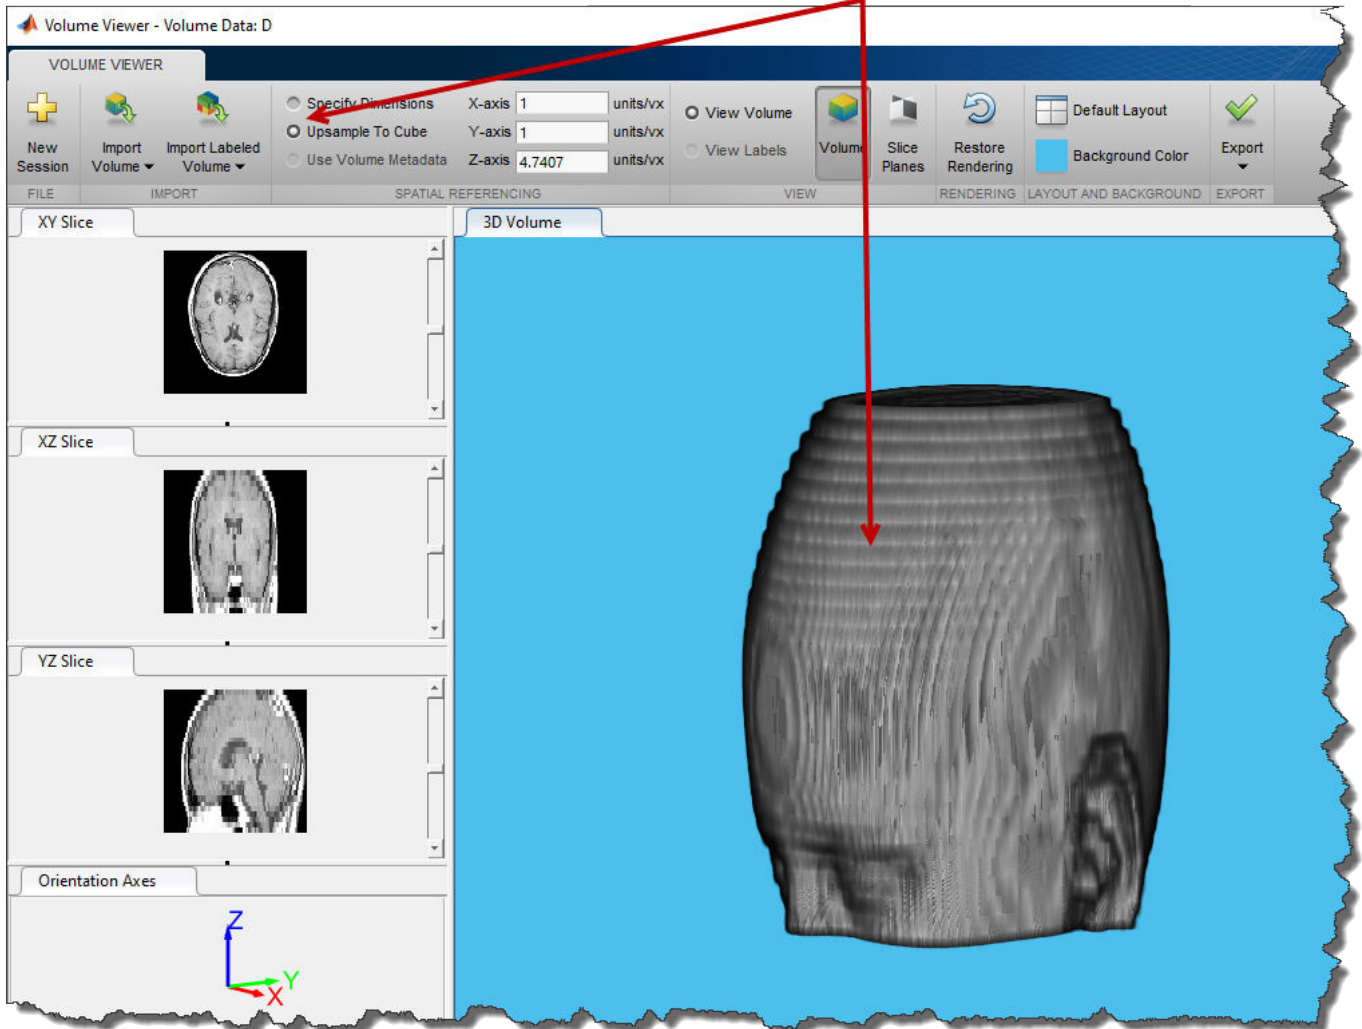 Volume Viewer - Volume Data: D
VOLUME VIEWER
New Session
Import Volume
Import Labeled Volume
Specify Dimensions
Upsample To Cube
Use Volume Metadata
X-axis 1 units/vx
Y-axis 1 units/vx
Z-axis 4.7407 units/vx
View Volume
View Labels
Volume
Slice Planes
Restore Rendering
Default Layout
Background Color
Export
FILE
IMPORT
SPATIAL REFERENCING
VIEW
RENDERING
LAYOUT AND BACKGROUND
EXPORT
XY Slice
3D Volume
XZ Slice
YZ Slice
Orientation Axes
Z
Y
X